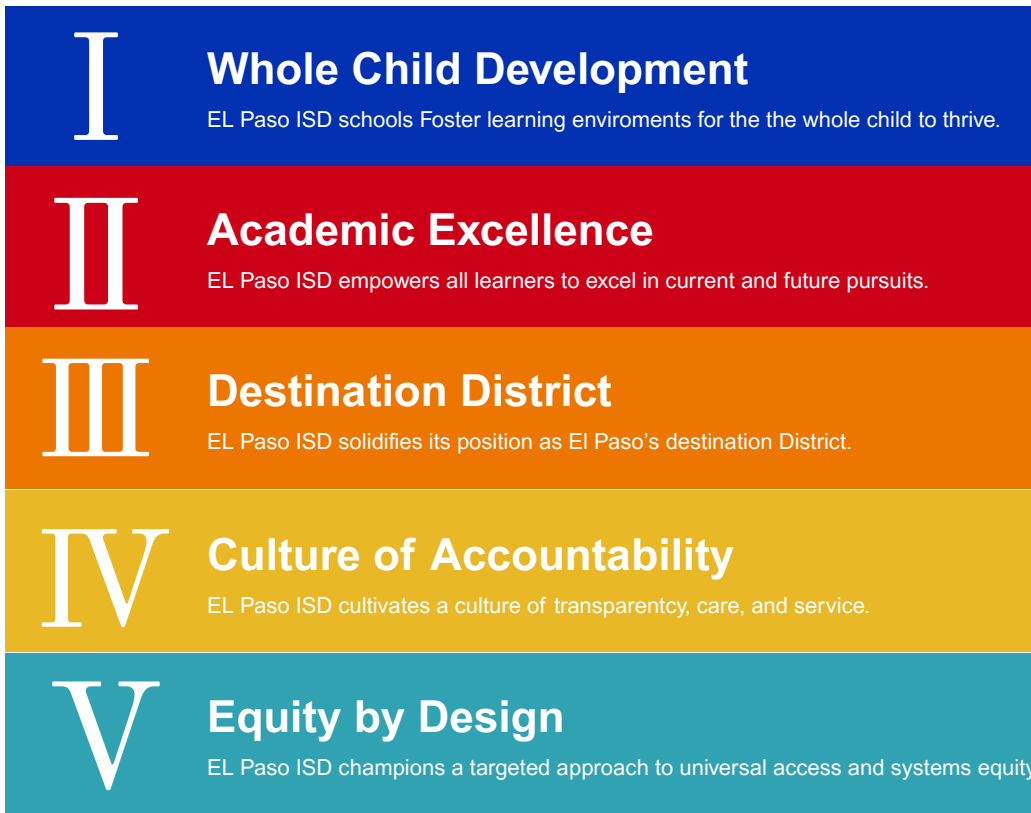 I
Whole Child Development
EL Paso ISD schools Foster learning enviroments for the the whole child to thrive.
II
Academic Excellence
EL Paso ISD empowers all learners to excel in current and future pursuits.
III
Destination District
EL Paso ISD solidifies its position as El Paso's destination District.
IV
Culture of Accountability
EL Paso ISD cultivates a culture of transparentcy, care, and service.
V
Equity by Design
EL Paso ISD champions a targeted approach to universal access and systems equity